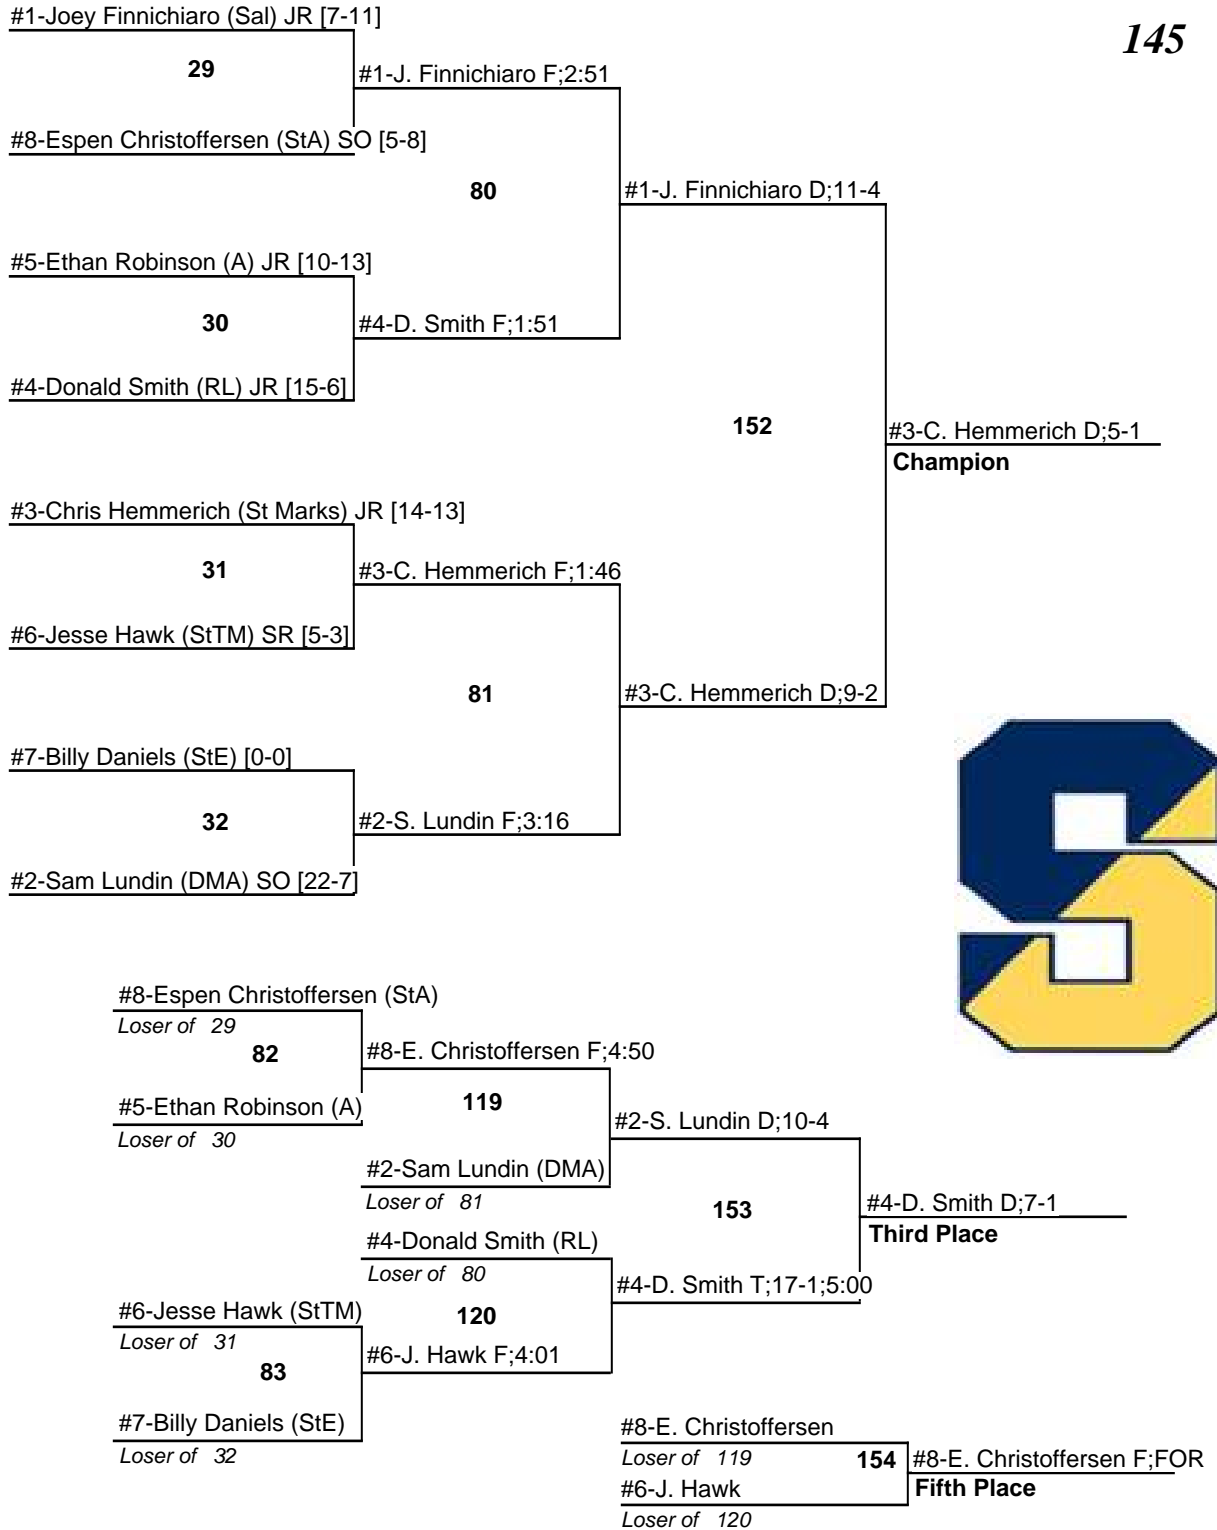 #1-Joey Finnichiaro (Sal) JR [7-11]
145
29
#1-J. Finnichiaro F;2:51
#8-Espen Christoffersen (StA) SO [5-8]
80
#1-J. Finnichiaro D;11-4
#5-Ethan Robinson (A) JR [10-13]
30
#4-D. Smith F;1:51
#4-Donald Smith (RL) JR [15-6]
152
#3-C. Hemmerich D;5-1
Champion
#3-Chris Hemmerich (St Marks) JR [14-13]
31
#3-C. Hemmerich F;1:46
#6-Jesse Hawk (StTM) SR [5-3]
81
#3-C. Hemmerich D;9-2
#7-Billy Daniels (StE) [0-0]
32
#2-S. Lundin F;3:16
#2-Sam Lundin (DMA) SO [22-7]
S
#8-Espen Christoffersen (StA)
Loser of 29
82
#8-E. Christoffersen F;4:50
#5-Ethan Robinson (A)
Loser of 30
119
#2-S. Lundin D;10-4
#2-Sam Lundin (DMA)
Loser of 81
153
#4-D. Smith D;7-1
Third Place
#4-Donald Smith (RL)
Loser of 80
#4-D. Smith T;17-1;5:00
#6-Jesse Hawk (StTM)
Loser of 31
120
83
#6-J. Hawk F;4:01
#7-Billy Daniels (StE)
Loser of 32
#8-E. Christoffersen
Loser of 119
154
#8-E. Christoffersen F;FOR
Fifth Place
#6-J. Hawk
Loser of 120